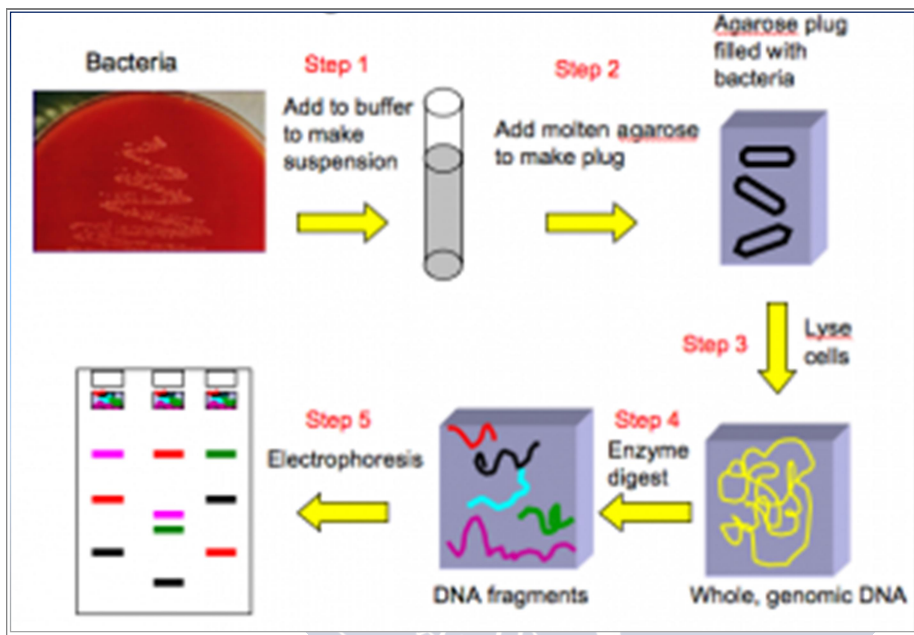 Bacteria
Step 1
Add to buffer
to make
suspension
Step 2
Add molten agarose
to make plug
Agarose plug
filled with
bacteria
Step 3
Lyse
cells
Whole, genomic DNA
Step 4
Enzyme
digest
DNA fragments
Step 5
Electrophoresis